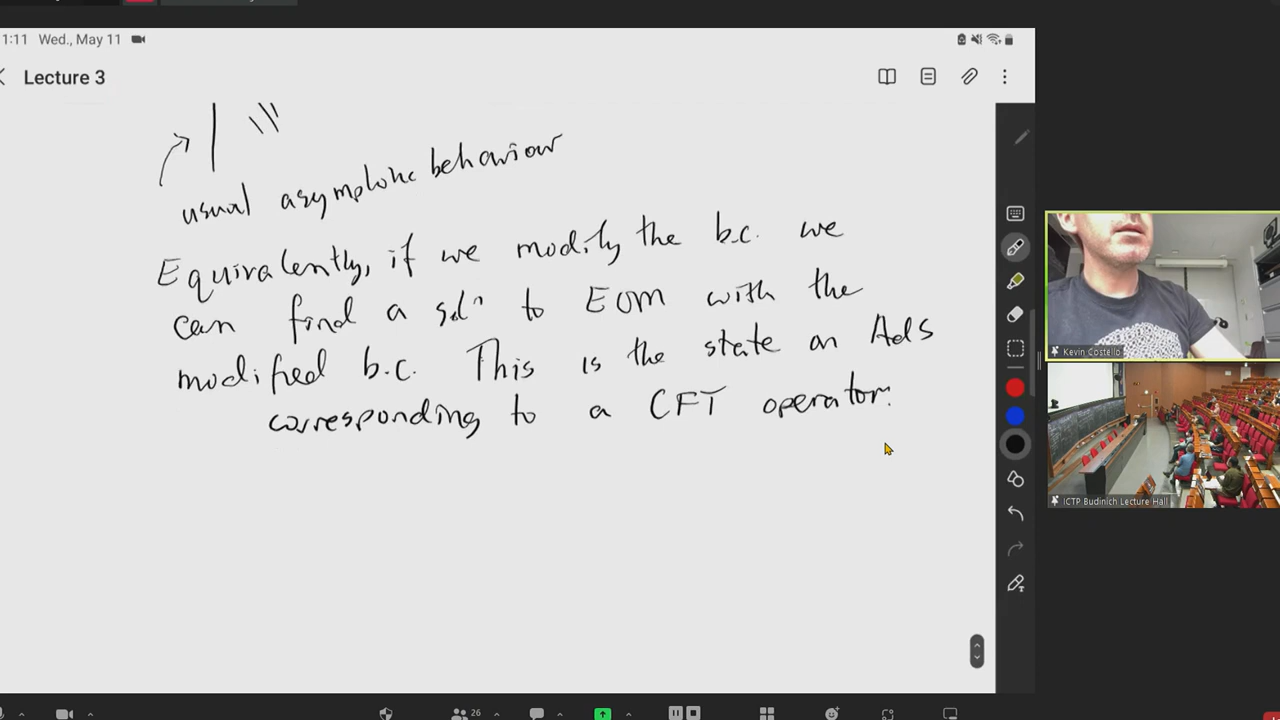 1:11 Wed., May 11
Lecture 3
usual asymptotic behaviour
Equivalently, if we modify the b.c. we
can find a solⁿ to EOM with the
modified b.c. This is the state on AdS
corresponding to a CFT operator.
Kevin Costello
ICTP Budinich Lecture Hall
26